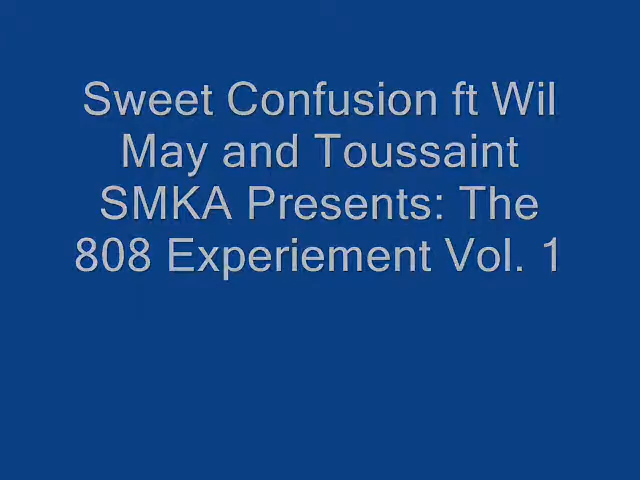 Sweet Confusion ft Wil
May and Toussaint
SMKA Presents: The
808 Experiement Vol. 1